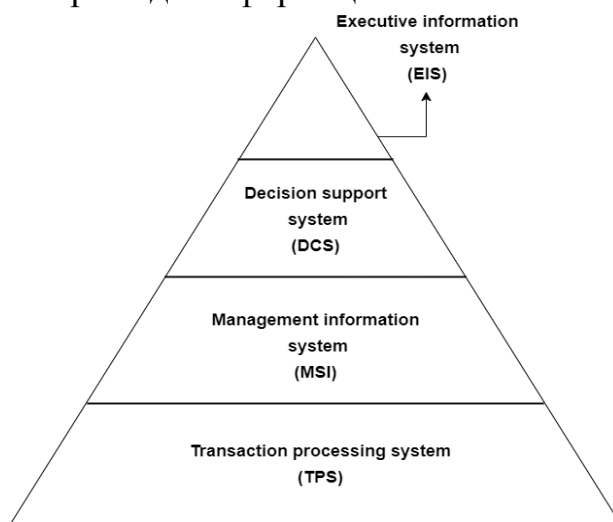 Executive information
system
(EIS)
Decision support
system
(DCS)
Management information
system
(MSI)
Transaction processing system
(TPS)